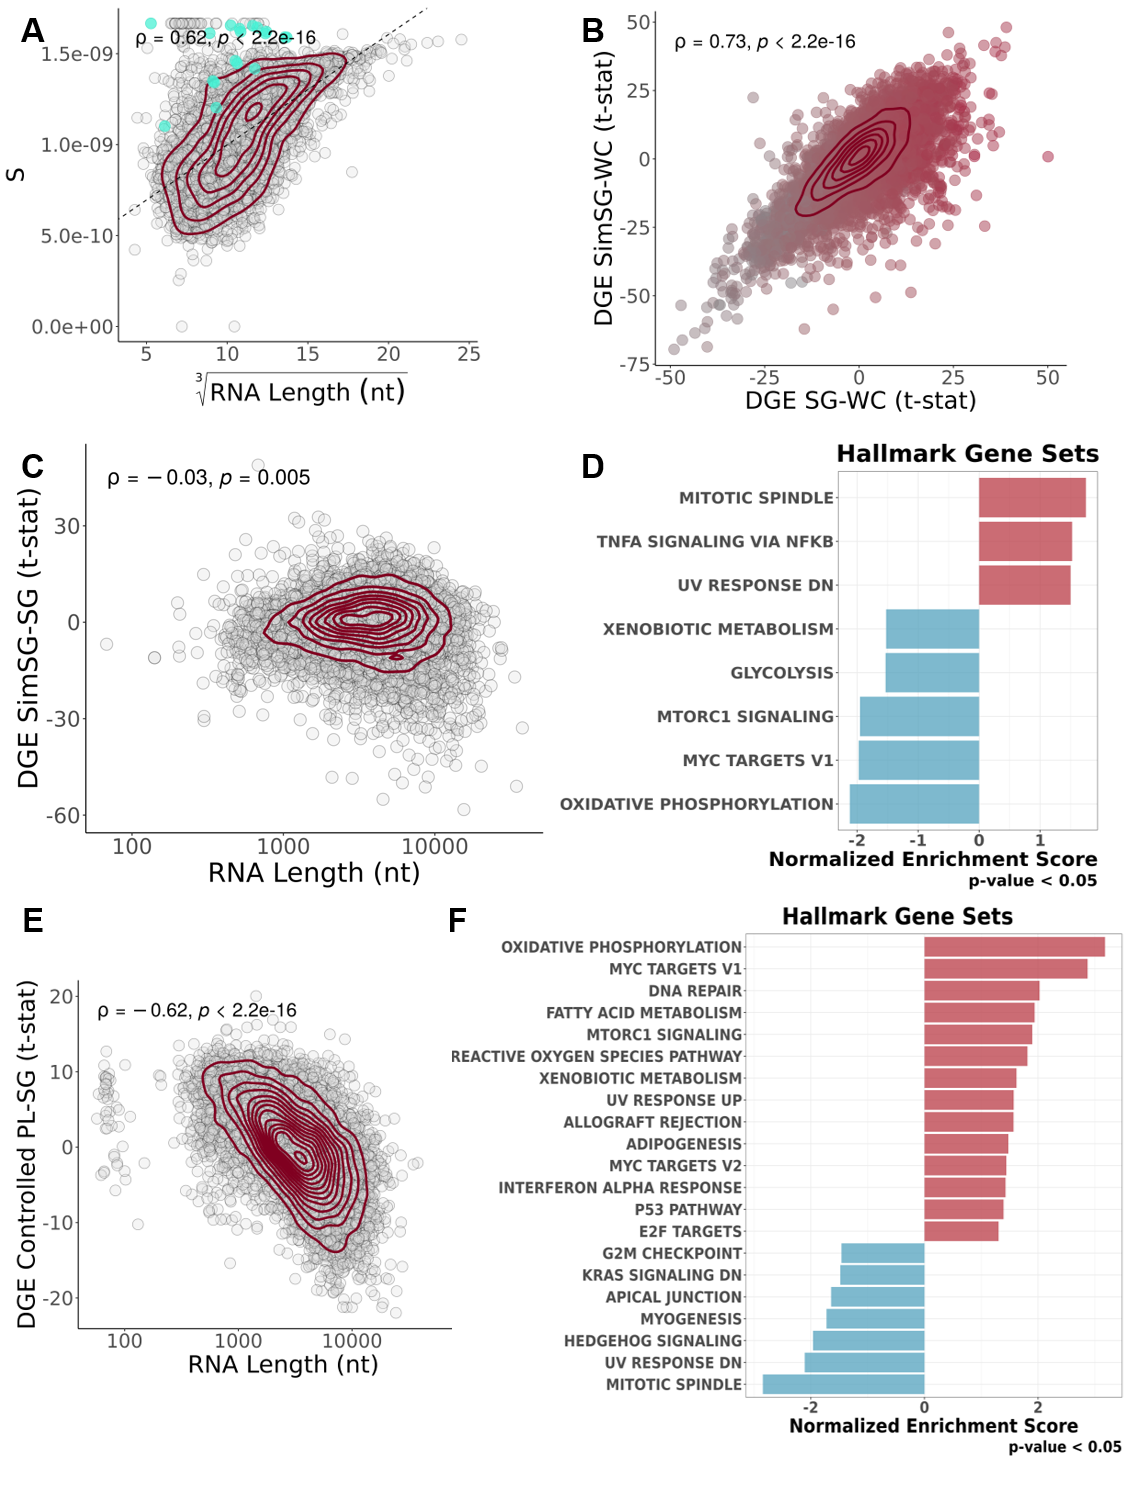 A
ρ = 0.62, p < 2.2e-16
S
1.5e-09
1.0e-09
5.0e-10
0.0e+00
5 10 15 20 25
3√RNA Length (nt)
B
ρ = 0.73, p < 2.2e-16
DGE SimSG-WC (t-stat)
50
25
0
-25
-50
-75
-50 -25 0 25 50
DGE SG-WC (t-stat)
C
ρ = −0.03, p = 0.005
DGE SimSG-SG (t-stat)
30
0
-30
-60
100 1000 10000
RNA Length (nt)
D
Hallmark Gene Sets
MITOTIC SPINDLE
TNFA SIGNALING VIA NFKB
UV RESPONSE DN
XENOBIOTIC METABOLISM
GLYCOLYSIS
MTORC1 SIGNALING
MYC TARGETS V1
OXIDATIVE PHOSPHORYLATION
-2 -1 0 1
Normalized Enrichment Score
p-value < 0.05
E
ρ = −0.62, p < 2.2e-16
DGE Controlled PL-SG (t-stat)
20
10
0
-10
-20
100 1000 10000
RNA Length (nt)
F
Hallmark Gene Sets
OXIDATIVE PHOSPHORYLATION
MYC TARGETS V1
DNA REPAIR
FATTY ACID METABOLISM
MTORC1 SIGNALING
REACTIVE OXYGEN SPECIES PATHWAY
XENOBIOTIC METABOLISM
UV RESPONSE UP
ALLOGRAFT REJECTION
ADIPOGENESIS
MYC TARGETS V2
INTERFERON ALPHA RESPONSE
P53 PATHWAY
E2F TARGETS
G2M CHECKPOINT
KRAS SIGNALING DN
APICAL JUNCTION
MYOGENESIS
HEDGEHOG SIGNALING
UV RESPONSE DN
MITOTIC SPINDLE
-2 0 2
Normalized Enrichment Score
p-value < 0.05